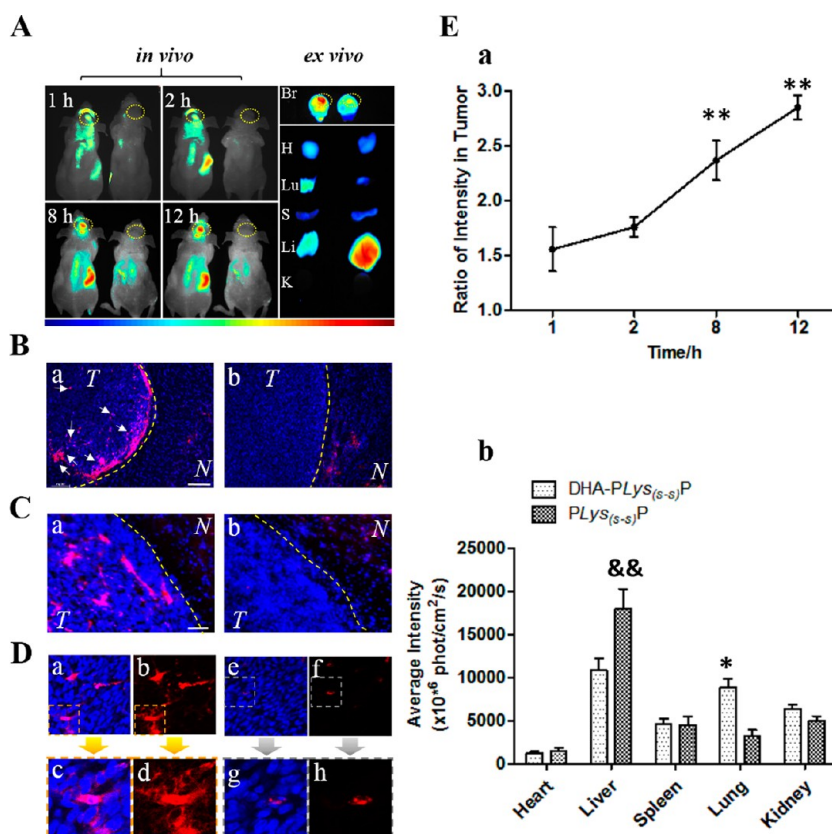 A
in vivo
ex vivo
1 h
2 h
8 h
12 h
Br
H
Lu
S
Li
K
B
a
T
N
b
T
N
C
a
T
N
b
T
N
D
a
b
e
f
c
d
g
h
E
a
Ratio of Intensity in Tumor
3.0
2.5
2.0
1.5
1.0
**
**
1
2
8
12
Time/h
b
DHA-PLys(s-s)P
PLys(s-s)P
Average Intensity
(x10*6 phot/cm2/s)
25000
20000
15000
10000
5000
0
&&
*
Heart
Liver
Spleen
Lung
Kidney